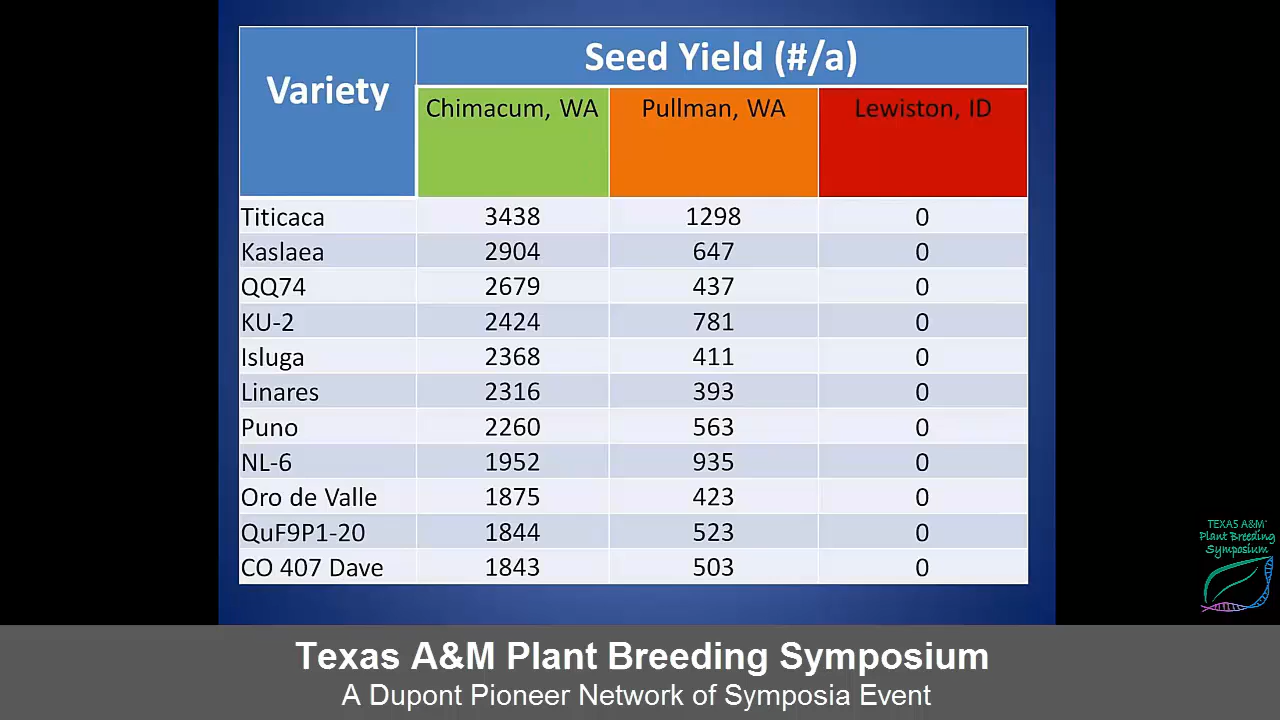 Variety
Seed Yield (#/a)
Chimacum, WA Pullman, WA Lewiston, ID
Titicaca 3438 1298 0
Kaslaea 2904 647 0
QQ74 2679 437 0
KU-2 2424 781 0
Isluga 2368 411 0
Linares 2316 393 0
Puno 2260 563 0
NL-6 1952 935 0
Oro de Valle 1875 423 0
QuF9P1-20 1844 523 0
CO 407 Dave 1843 503 0
TEXAS A&M
Plant Breeding
Symposium
Texas A&M Plant Breeding Symposium
A Dupont Pioneer Network of Symposia Event